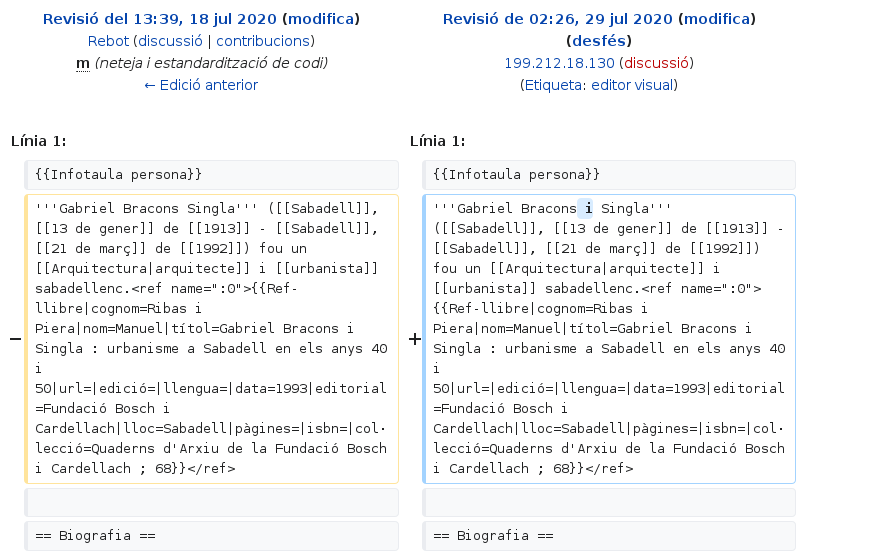 Revisió del 13:39, 18 jul 2020 (modifica)
Rebot (discussió | contribucions)
m (neteja i estandardització de codi)
← Edició anterior
Revisió de 02:26, 29 jul 2020 (modifica)
(desfés)
199.212.18.130 (discussió)
(Etiqueta: editor visual)
Línia 1:
Línia 1:
{{Infotaula persona}}
{{Infotaula persona}}
−
'''Gabriel Bracons Singla''' ([[Sabadell]],
[[13 de gener]] de [[1913]] - [[Sabadell]],
[[21 de març]] de [[1992]]) fou un
[[Arquitectura|arquitecte]] i [[urbanista]]
sabadellenc.<ref name=":0">{{Ref-
llibre|cognom=Ribas i
Piera|nom=Manuel|títol=Gabriel Bracons i
Singla : urbanisme a Sabadell en els anys 40
i
50|url=|edició=|llengua=|data=1993|editorial
=Fundació Bosch i
Cardellach|lloc=Sabadell|pàgines=|isbn=|col·
lecció=Quaderns d'Arxiu de la Fundació Bosch
i Cardellach ; 68}}</ref>
+
'''Gabriel Bracons i Singla'''
([[Sabadell]], [[13 de gener]] de [[1913]] -
[[Sabadell]], [[21 de març]] de [[1992]])
fou un [[Arquitectura|arquitecte]] i
[[urbanista]] sabadellenc.<ref name=":0">
{{Ref-llibre|cognom=Ribas i
Piera|nom=Manuel|títol=Gabriel Bracons i
Singla : urbanisme a Sabadell en els anys 40
i
50|url=|edició=|llengua=|data=1993|editorial
=Fundació Bosch i
Cardellach|lloc=Sabadell|pàgines=|isbn=|col·
lecció=Quaderns d'Arxiu de la Fundació Bosch
i Cardellach ; 68}}</ref>
== Biografia ==
== Biografia ==